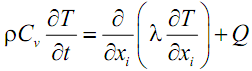 ρC_v ∂T/∂t = ∂/∂x_i (λ ∂T/∂x_i) + Q